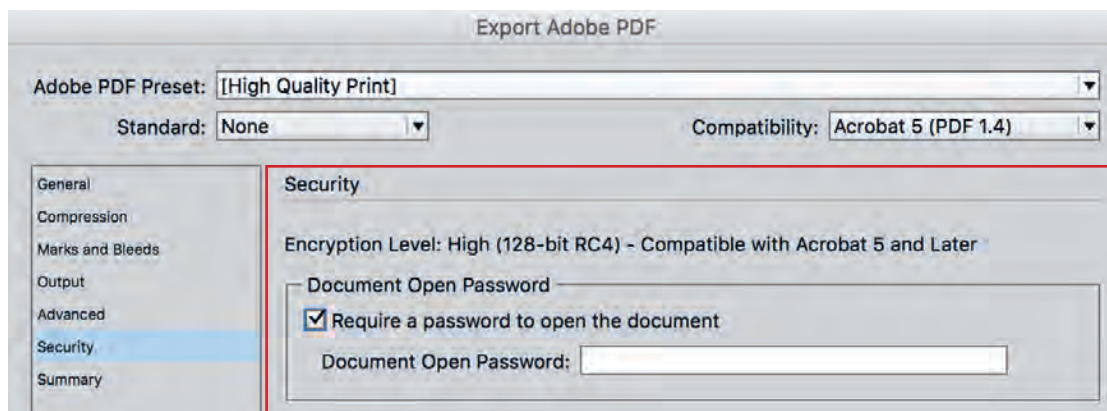 Export Adobe PDF
Adobe PDF Preset: [High Quality Print]
Standard: None Compatibility: Acrobat 5 (PDF 1.4)
General
Compression
Marks and Bleeds
Output
Advanced
Security
Summary
Security
Encryption Level: High (128-bit RC4) - Compatible with Acrobat 5 and Later
Document Open Password
Require a password to open the document
Document Open Password: